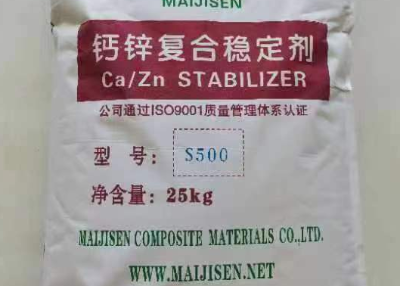 MAIJISEN
钙锌复合稳定剂
Ca/Zn STABILIZER
公司通过ISO9001质量管理体系认证
型 号: S500
净含量: 25kg
MAIJISEN COMPOSITE MATERIALS CO.,LTD.
WWW.MAIJISEN.NET